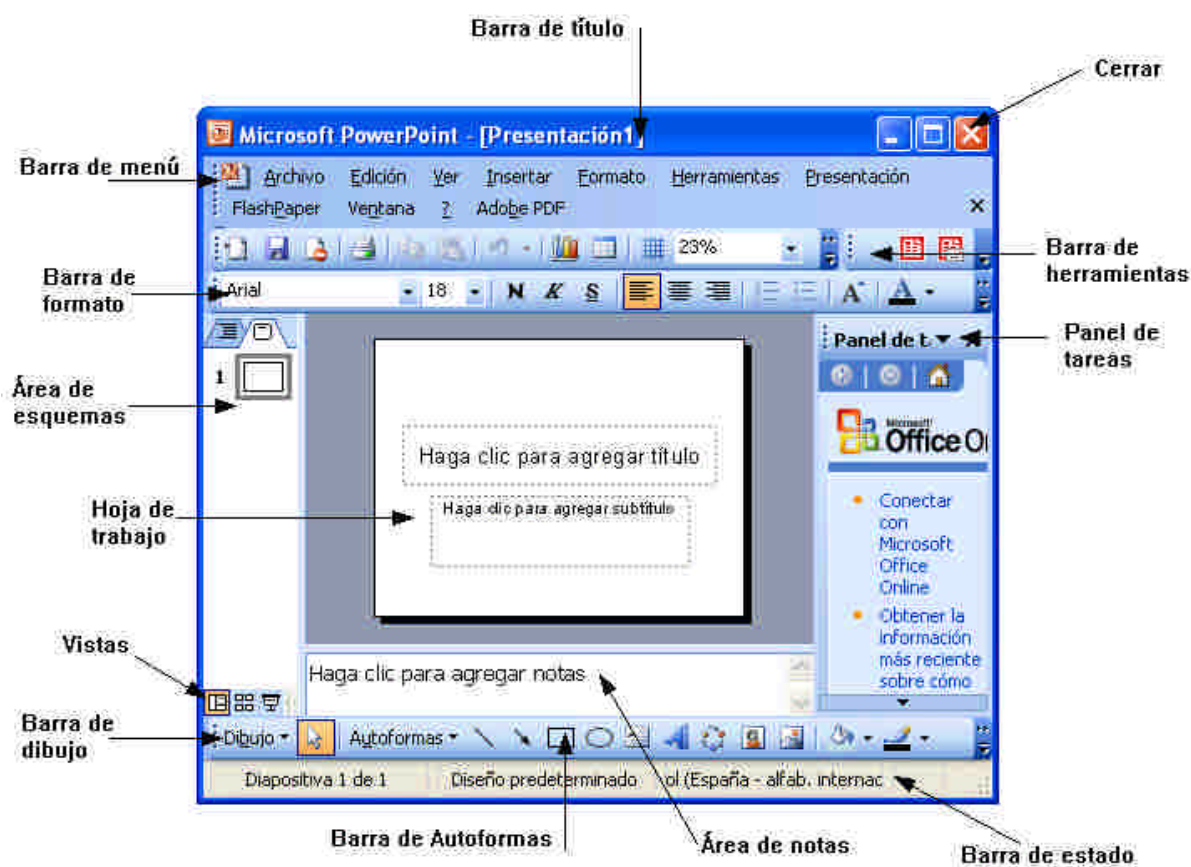 Barra de título
Cerrar
Microsoft PowerPoint - [Presentación1]
Barra de menú
Archivo Edición Ver Insertar Formato Herramientas Presentación
FlashPaper Ventana ? Adobe PDF
23%
Barra de
herramientas
Barra de
formato
Arial 18 N K S A A
Panel de t.
Panel de
tareas
1
Área de
esquemas
Microsoft
Office On
Haga clic para agregar título
Haga clic para agregar subtítulo
Hoja de
trabajo
Conectar
con
Microsoft
Office
Online
Obtener la
información
más reciente
sobre cómo
Vistas
Haga clic para agregar notas
Barra de
dibujo
Dibujo Autoformas
Diapositiva 1 de 1 Diseño predeterminado ol (España - alfab. internac
Barra de Autoformas
Área de notas
Barra de estado